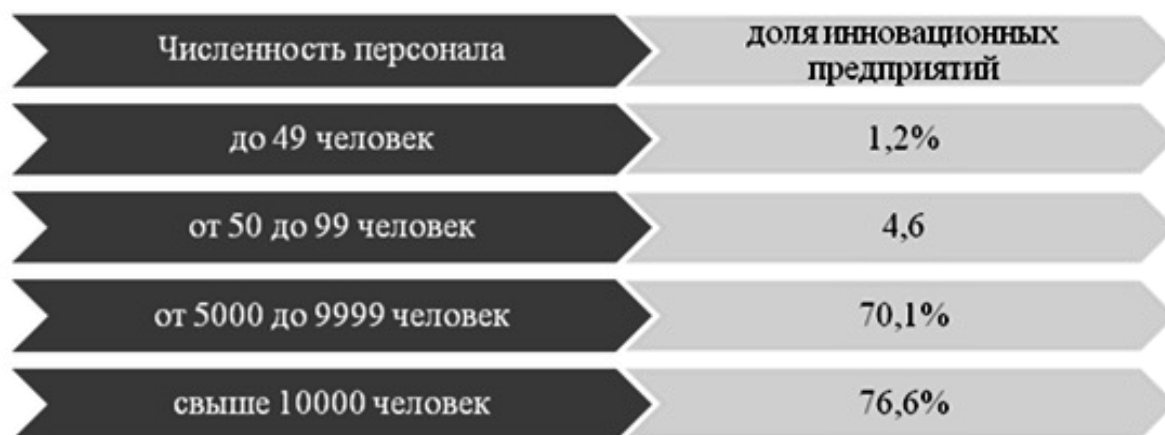 Численность персонала
доля инновационных
предприятий
до 49 человек
1,2%
от 50 до 99 человек
4,6
от 5000 до 9999 человек
70,1%
свыше 10000 человек
76,6%